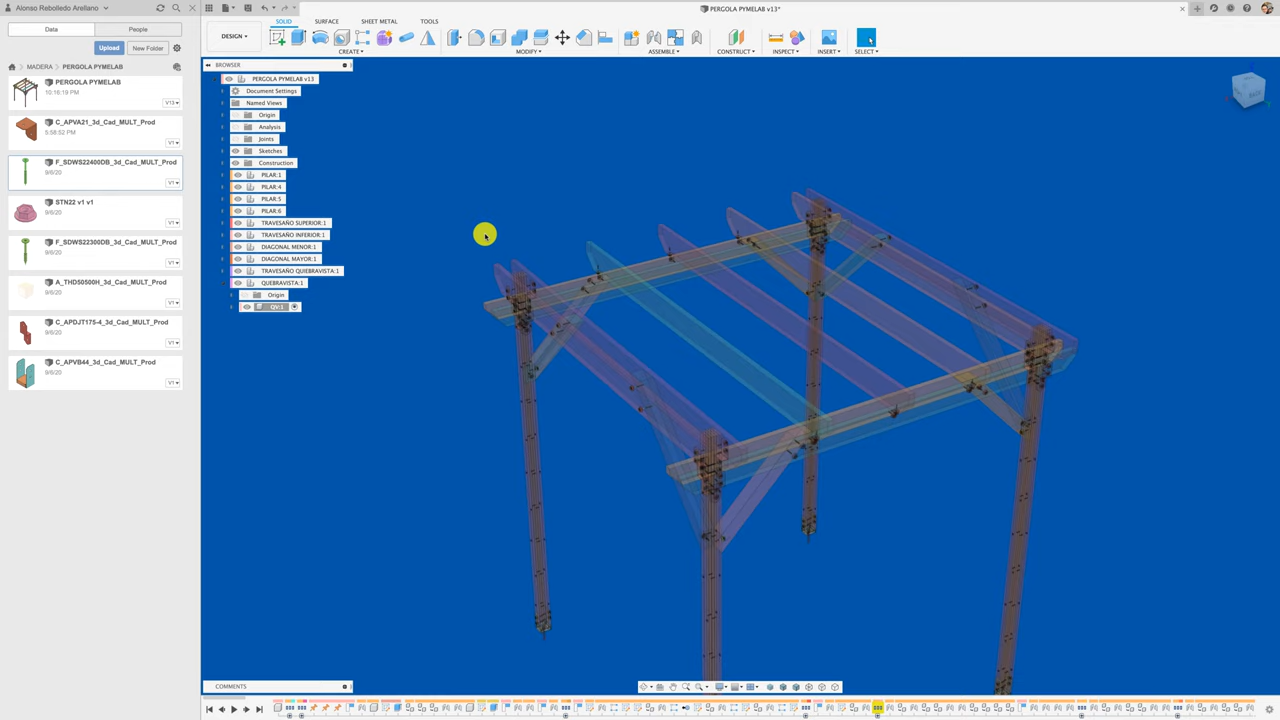 Alonso Rebolledo Arellano
PERGOLA PYMELAB v13*
Data
People
Upload
New Folder
MADERA
PERGOLA PYMELAB
PERGOLA PYMELAB
10:16:19 PM
V13
C_APVA21_3d_Cad_MULT_Prod
5:58:52 PM
V1
F_SDWS22400DB_3d_Cad_MULT_Prod
9/6/20
V1
STN22 v1 v1
9/6/20
V1
F_SDWS22300DB_3d_Cad_MULT_Prod
9/6/20
V1
A_THD50500H_3d_Cad_MULT_Prod
9/6/20
V1
C_APDJT175-4_3d_Cad_MULT_Prod
9/6/20
V1
C_APVB44_3d_Cad_MULT_Prod
9/6/20
V1
DESIGN
SOLID
SURFACE
SHEET METAL
TOOLS
CREATE
MODIFY
ASSEMBLE
CONSTRUCT
INSPECT
INSERT
SELECT
BROWSER
PERGOLA PYMELAB v13
Document Settings
Named Views
Origin
Analysis
Joints
Sketches
Construction
PILAR:1
PILAR:4
PILAR:5
PILAR:6
TRAVESAÑO SUPERIOR:1
TRAVESAÑO INFERIOR:1
DIAGONAL MENOR:1
DIAGONAL MAYOR:1
TRAVESAÑO QUIEBRAVISTA:1
QUEBRAVISTA:1
Origin
QV:1
BACK
COMMENTS